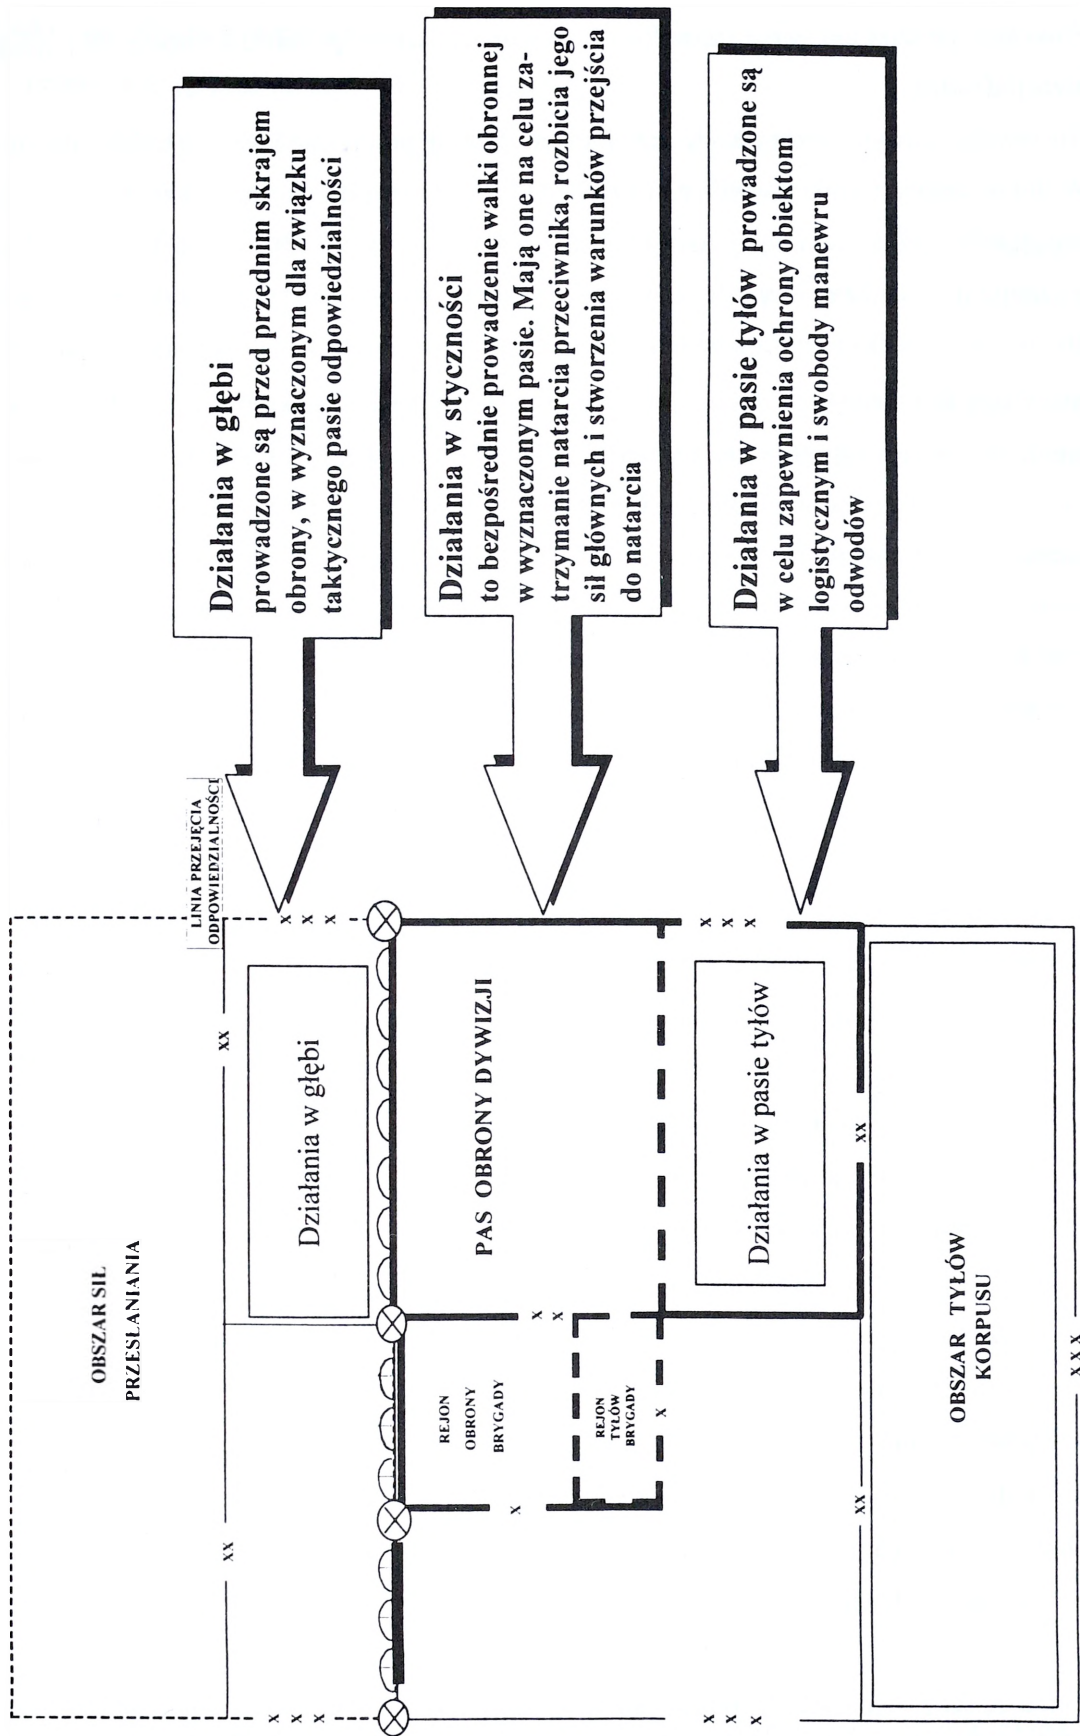 Działania w głębi
prowadzone są przed przednim skrajem
obrony, w wyznaczonym dla związku
taktycznego pasie odpowiedzialności
Działania w styczności
to bezpośrednie prowadzenie walki obronnej
w wyznaczonym pasie. Mają one na celu za-
trzymanie natarcia przeciwnika, rozbicia jego
sił głównych i stworzenia warunków przejścia
do natarcia
Działania w pasie tyłów prowadzone są
w celu zapewnienia ochrony obiektom
logistycznym i swobody manewru
odwodów
LINIA PRZEJĘCIA
ODPOWIEDZIALNOŚCI
OBSZAR SIŁ
PRZESŁANIANIA
XX
XX
X X X
X X X
Działania w głębi
PAS OBRONY DYWIZJI
REJON
OBRONY
BRYGADY
X
X X
REJON
TYŁÓW
BRYGADY
X
X X X
X X X
Działania w pasie tyłów
XX
XX
OBSZAR TYŁÓW
KORPUSU
X X X